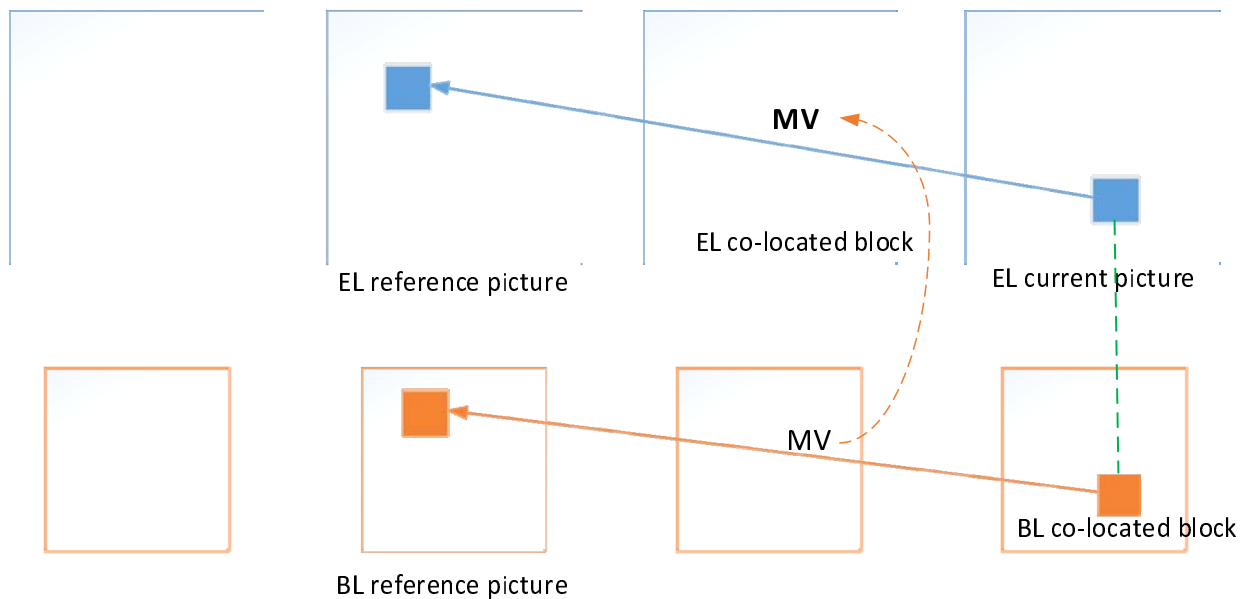 MV
EL co-located block
EL reference picture
EL current picture
MV
BL co-located block
BL reference picture